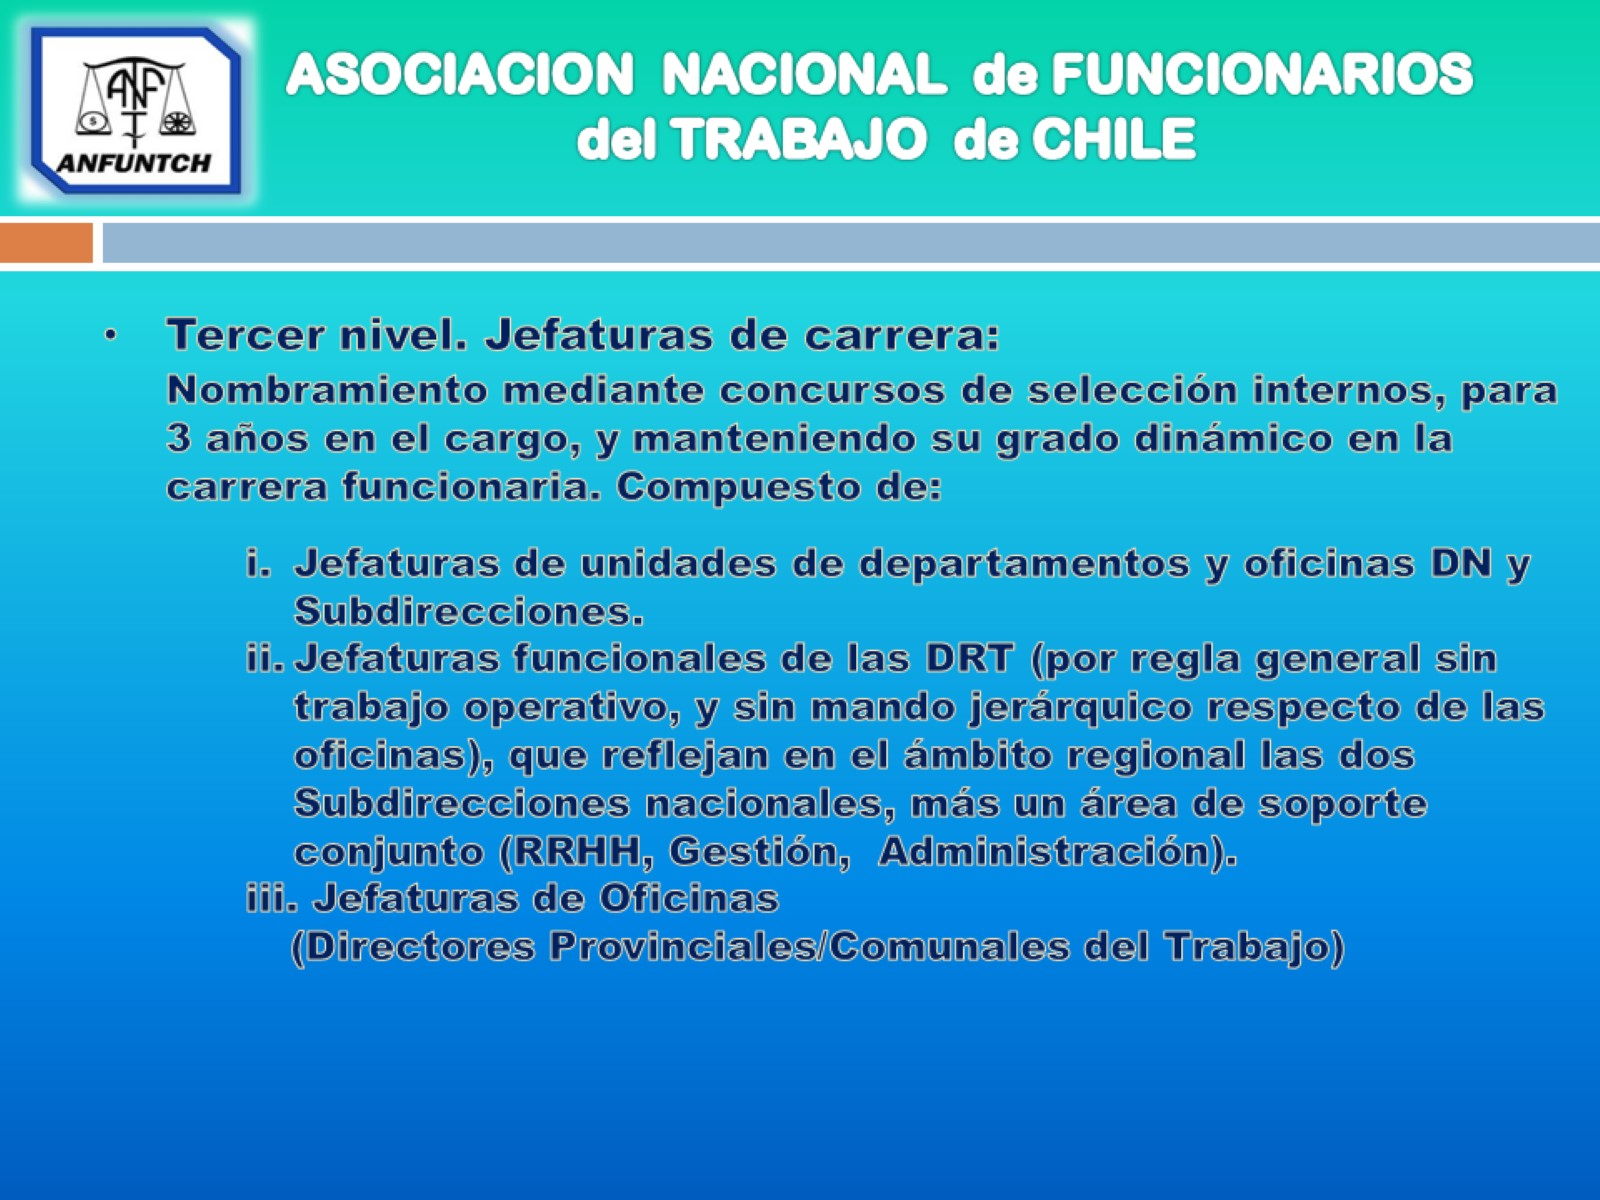 ANFT
$
ANFUNTCH
ASOCIACION NACIONAL de FUNCIONARIOS
del TRABAJO de CHILE
• Tercer nivel. Jefaturas de carrera:
Nombramiento mediante concursos de selección internos, para
3 años en el cargo, y manteniendo su grado dinámico en la
carrera funcionaria. Compuesto de:
i. Jefaturas de unidades de departamentos y oficinas DN y
Subdirecciones.
ii. Jefaturas funcionales de las DRT (por regla general sin
trabajo operativo, y sin mando jerárquico respecto de las
oficinas), que reflejan en el ámbito regional las dos
Subdirecciones nacionales, más un área de soporte
conjunto (RRHH, Gestión, Administración).
iii. Jefaturas de Oficinas
(Directores Provinciales/Comunales del Trabajo)